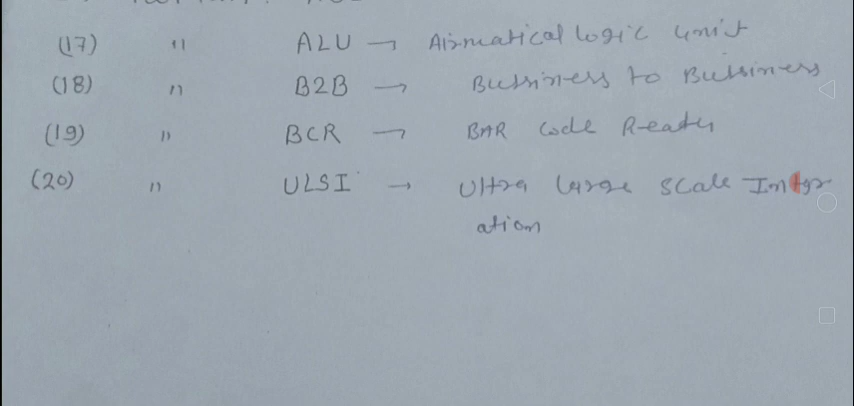 (17) " ALU → Airmatical logic unit
(18) " B2B → Bussiness to Bussiness
(19) " BCR → BAR Code Reader
(20) " ULSI → Ultra large scale Intgr
ation